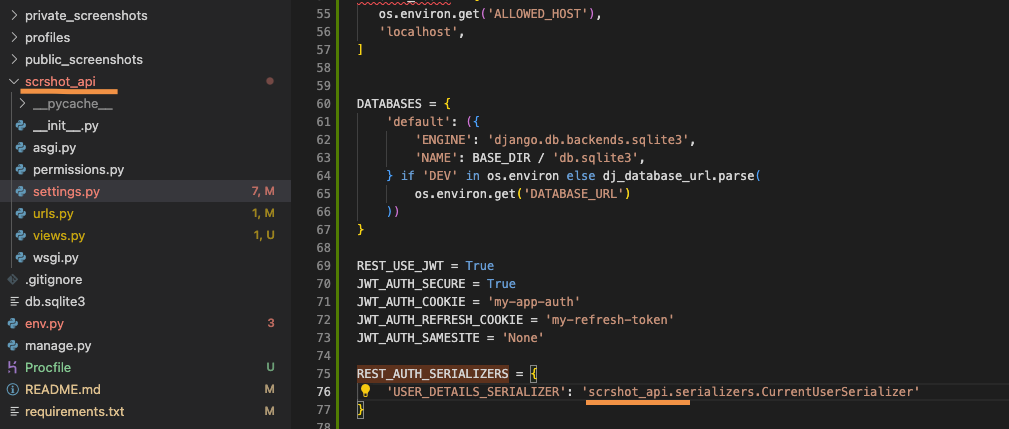 private_screenshots
profiles
public_screenshots
scrshot_api
__pycache__
__init__.py
asgi.py
permissions.py
settings.py 7, M
urls.py 1, M
views.py 1, U
wsgi.py
.gitignore
db.sqlite3
env.py 3
manage.py
Procfile U
README.md M
requirements.txt M
55 os.environ.get('ALLOWED_HOST'),
56 'localhost',
57 ]
58
59
60 DATABASES = {
61 'default': ({
62 'ENGINE': 'django.db.backends.sqlite3',
63 'NAME': BASE_DIR / 'db.sqlite3',
64 } if 'DEV' in os.environ else dj_database_url.parse(
65 os.environ.get('DATABASE_URL')
66 ))
67 }
68
69 REST_USE_JWT = True
70 JWT_AUTH_SECURE = True
71 JWT_AUTH_COOKIE = 'my-app-auth'
72 JWT_AUTH_REFRESH_COOKIE = 'my-refresh-token'
73 JWT_AUTH_SAMESITE = 'None'
74
75 REST_AUTH_SERIALIZERS = {
76 'USER_DETAILS_SERIALIZER': 'scrshot_api.serializers.CurrentUserSerializer'
77 }
78